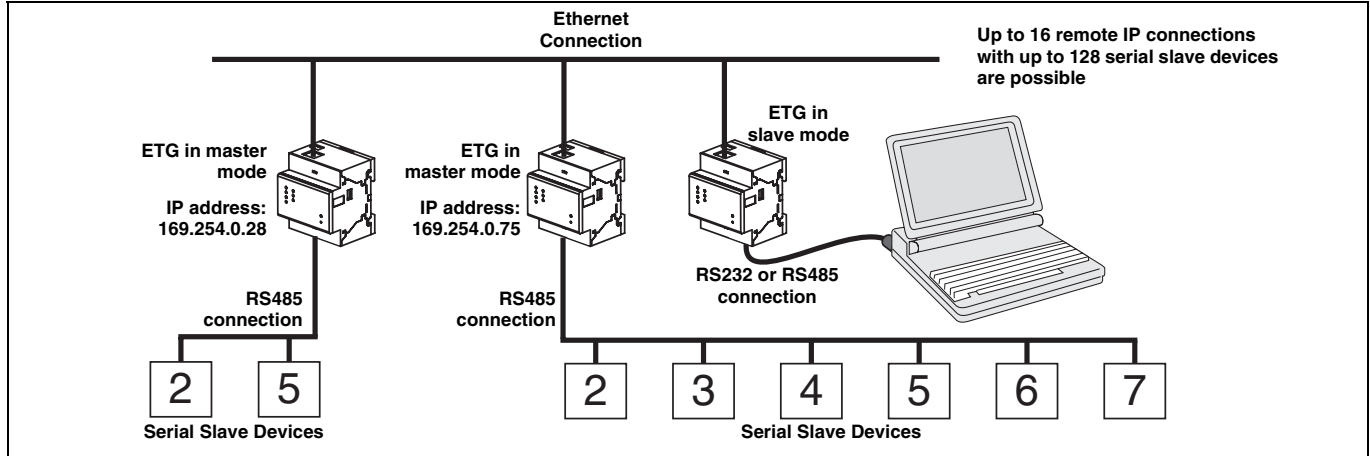 Ethernet
Connection
Up to 16 remote IP connections
with up to 128 serial slave devices
are possible
ETG in master
mode
IP address:
169.254.0.28
ETG in
master mode
IP address:
169.254.0.75
ETG in
slave mode
RS232 or RS485
connection
RS485
connection
RS485
connection
2
5
2
3
4
5
6
7
Serial Slave Devices
Serial Slave Devices